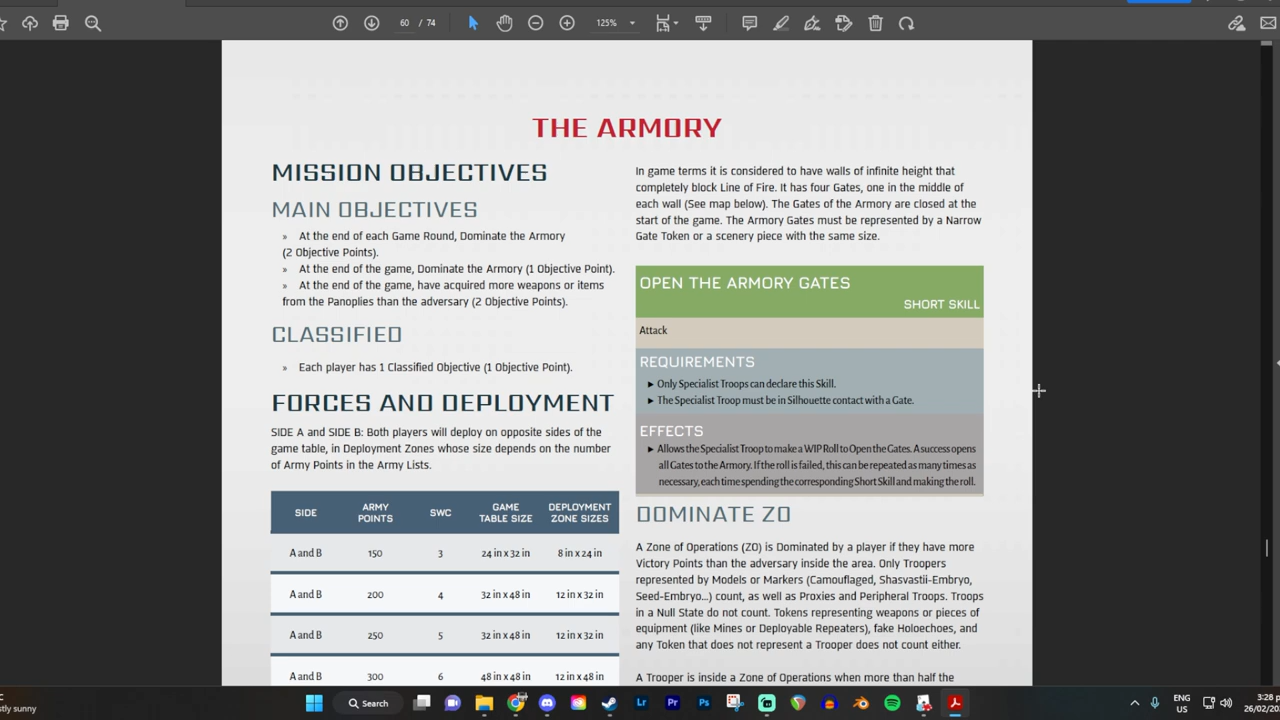 60 / 74
125%
THE ARMORY
MISSION OBJECTIVES
MAIN OBJECTIVES
» At the end of each Game Round, Dominate the Armory
(2 Objective Points).
» At the end of the game, Dominate the Armory (1 Objective Point).
» At the end of the game, have acquired more weapons or items
from the Panoplies than the adversary (2 Objective Points).
CLASSIFIED
» Each player has 1 Classified Objective (1 Objective Point).
FORCES AND DEPLOYMENT
SIDE A and SIDE B: Both players will deploy on opposite sides of the
game table, in Deployment Zones whose size depends on the number
of Army Points in the Army Lists.
SIDE ARMY POINTS SWC GAME TABLE SIZE DEPLOYMENT ZONE SIZES
A and B 150 3 24 in x 32 in 8 in x 24 in
A and B 200 4 32 in x 48 in 12 in x 32 in
A and B 250 5 32 in x 48 in 12 in x 32 in
A and B 300 6 48 in x 48 in 12 in x 48 in
In game terms it is considered to have walls of infinite height that
completely block Line of Fire. It has four Gates, one in the middle of
each wall (See map below). The Gates of the Armory are closed at the
start of the game. The Armory Gates must be represented by a Narrow
Gate Token or a scenery piece with the same size.
OPEN THE ARMORY GATES
SHORT SKILL
Attack
REQUIREMENTS
► Only Specialist Troops can declare this Skill.
► The Specialist Troop must be in Silhouette contact with a Gate.
EFFECTS
► Allows the Specialist Troop to make a WIP Roll to Open the Gates. A success opens
all Gates to the Armory. If the roll is failed, this can be repeated as many times as
necessary, each time spending the corresponding Short Skill and making the roll.
DOMINATE ZO
A Zone of Operations (ZO) is Dominated by a player if they have more
Victory Points than the adversary inside the area. Only Troopers
represented by Models or Markers (Camouflaged, Shasvastii-Embryo,
Seed-Embryo...) count, as well as Proxies and Peripheral Troops. Troops
in a Null State do not count. Tokens representing weapons or pieces of
equipment (like Mines or Deployable Repeaters), fake Holoechoes, and
any Token that does not represent a Trooper does not count either.
A Trooper is inside a Zone of Operations when more than half the
stly sunny
Search
Lr
Pr
Ps
ENG
US
3:28 p
26/02/20